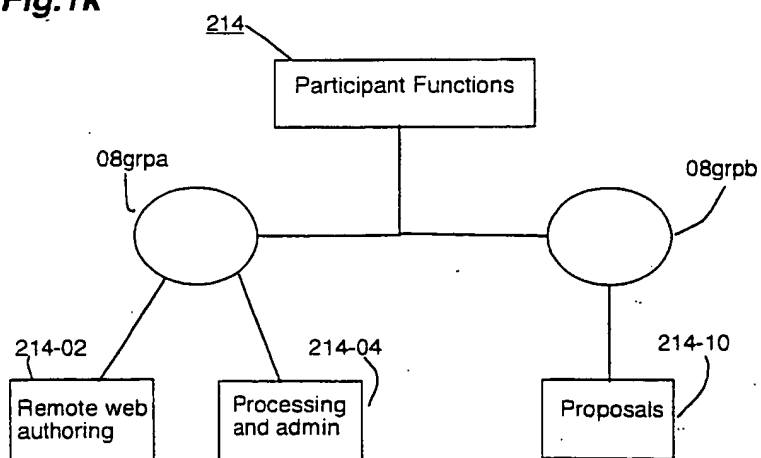 Fig.1k
214
Participant Functions
08grpa
08grpb
214-02
214-04
214-10
Remote web
authoring
Processing
and admin
Proposals